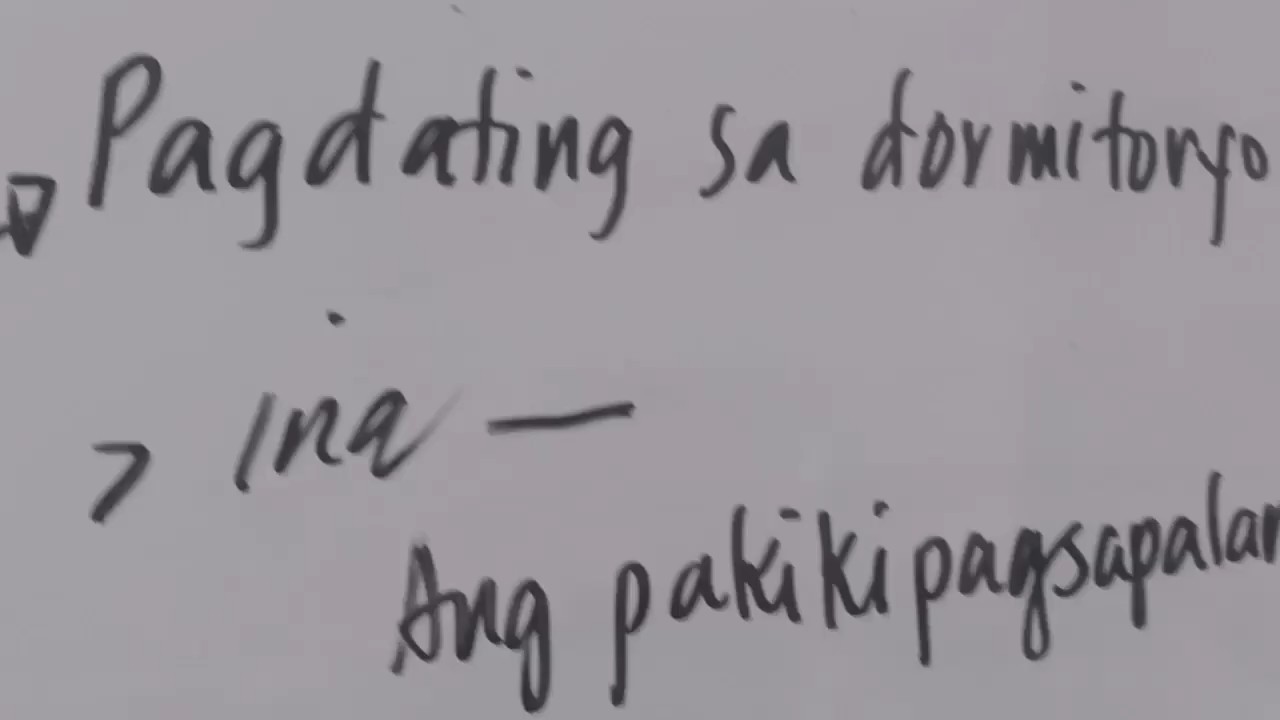 Pagdating sa dormitoryo
> ina —
Ang pakikipagsapalar